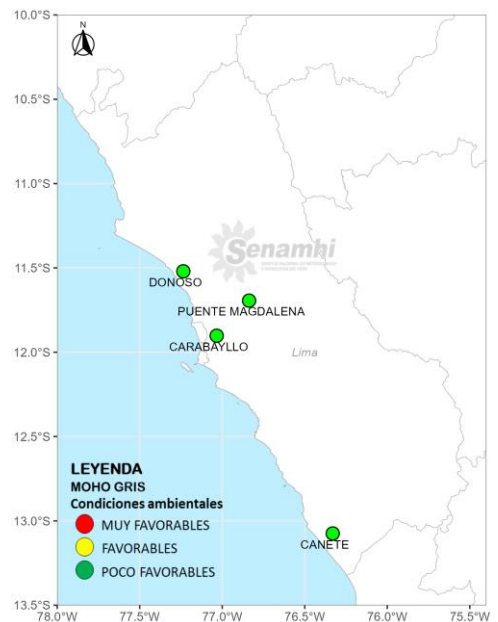 10.0°S
N
10.5°S
11.0°S
11.5°S
Senamhi
DONOSO
PUENTE MAGDALENA
CARABAYLLO
Lima
12.0°S
12.5°S
LEYENDA
MOHO GRIS
Condiciones ambientales
MUY FAVORABLES
FAVORABLES
POCO FAVORABLES
13.0°S
CAÑETE
13.5°S
78.0°W 77.5°W 77.0°W 76.5°W 76.0°W 75.5°W